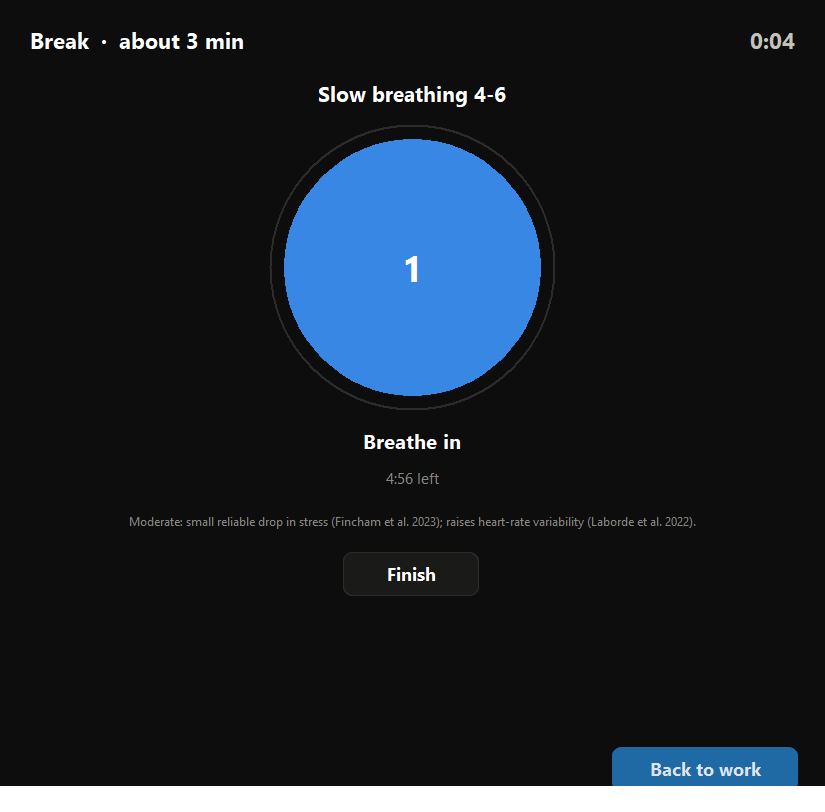 Break · about 3 min
0:04
Slow breathing 4-6
1
Breathe in
4:56 left
Moderate: small reliable drop in stress (Fincham et al. 2023); raises heart-rate variability (Laborde et al. 2022).
Finish
Back to work